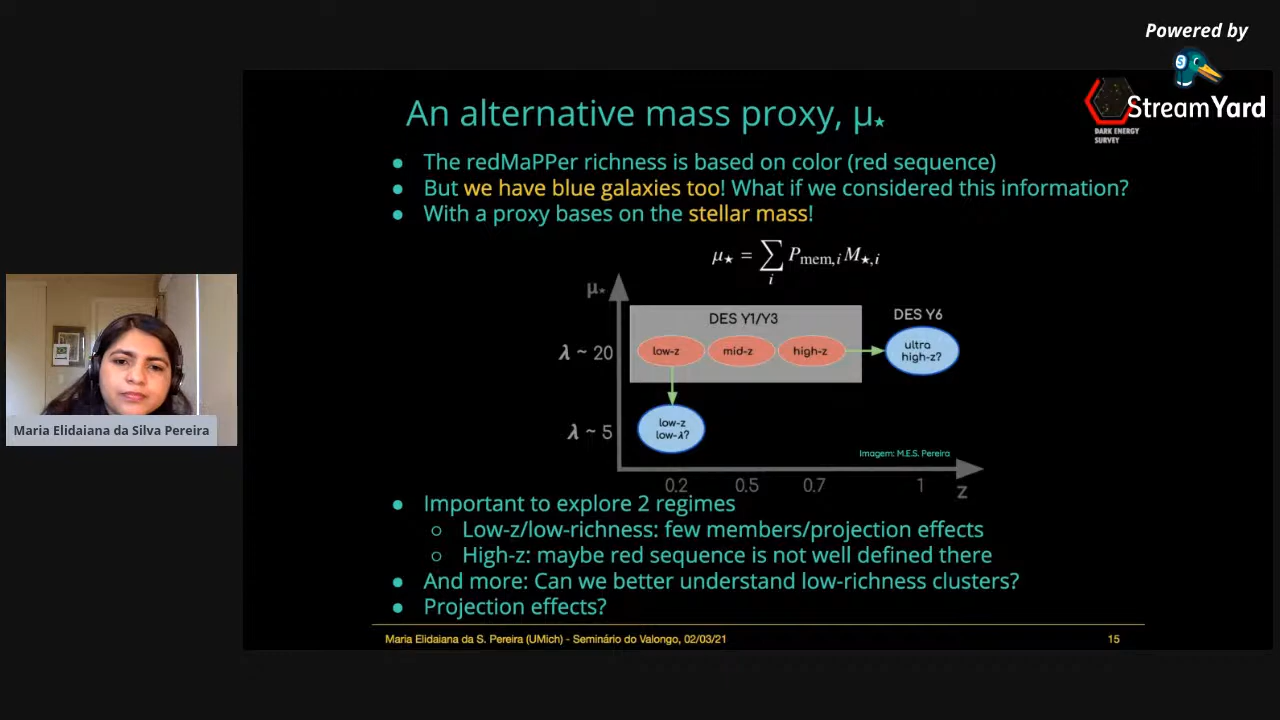 Powered by
StreamYard
DARK ENERGY
SURVEY
An alternative mass proxy, μ⋆
● The redMaPPer richness is based on color (red sequence)
● But we have blue galaxies too! What if we considered this information?
● With a proxy bases on the stellar mass!
μ⋆ = ∑i Pmem,i M⋆,i
μ⋆
DES Y1/Y3
DES Y6
λ ~ 20
low-z
mid-z
high-z
ultra
high-z?
λ ~ 5
low-z
low-λ?
Imagem: M.E.S. Pereira
0.2 0.5 0.7 1 z
● Important to explore 2 regimes
○ Low-z/low-richness: few members/projection effects
○ High-z: maybe red sequence is not well defined there
● And more: Can we better understand low-richness clusters?
● Projection effects?
Maria Elidaiana da S. Pereira (UMich) - Seminário do Valongo, 02/03/21
15
Maria Elidaiana da Silva Pereira